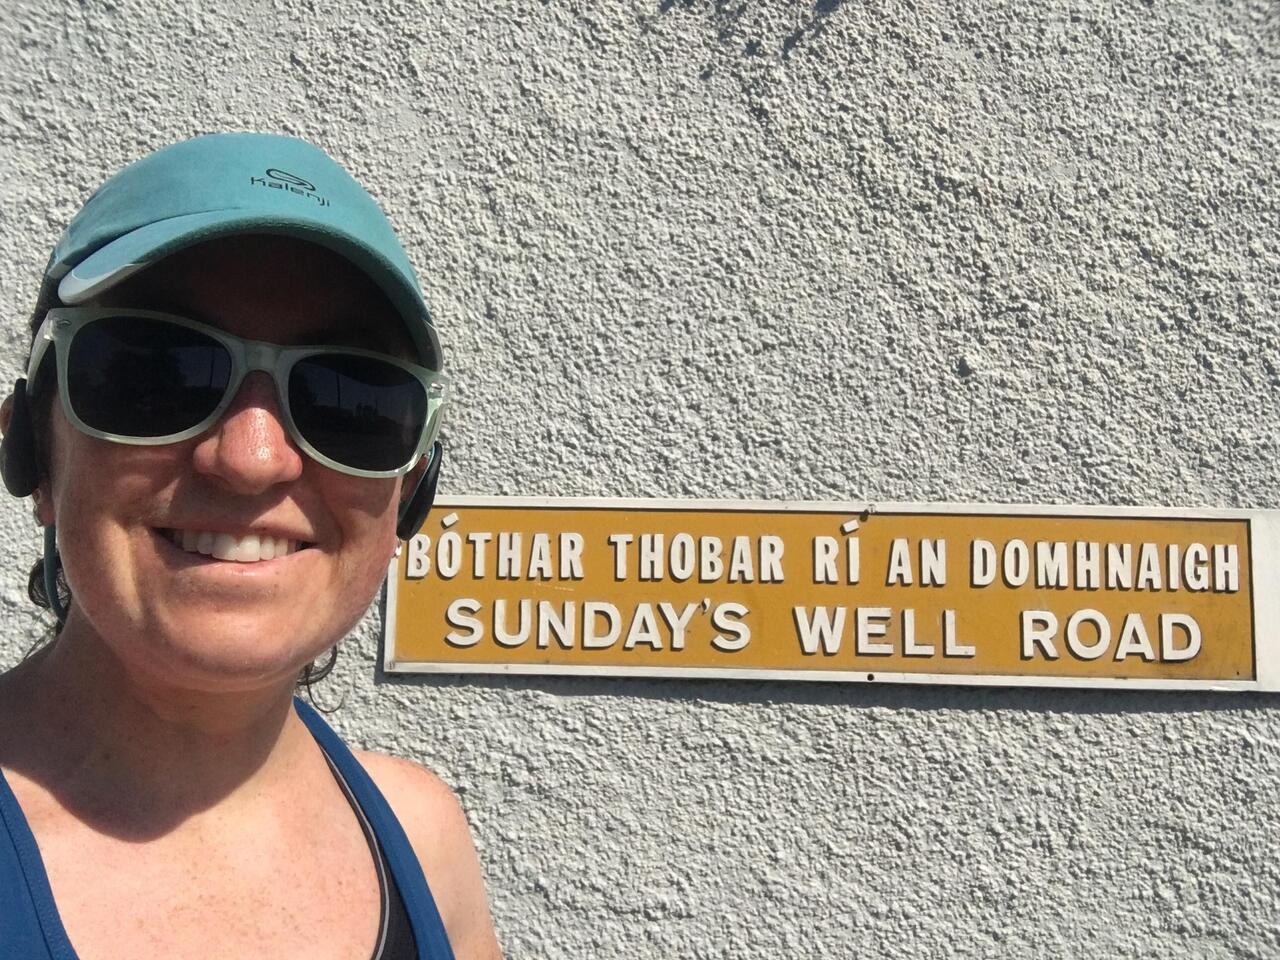 kalenji
BÓTHAR THOBAR RÍ AN DOMHNAIGH
SUNDAY'S WELL ROAD